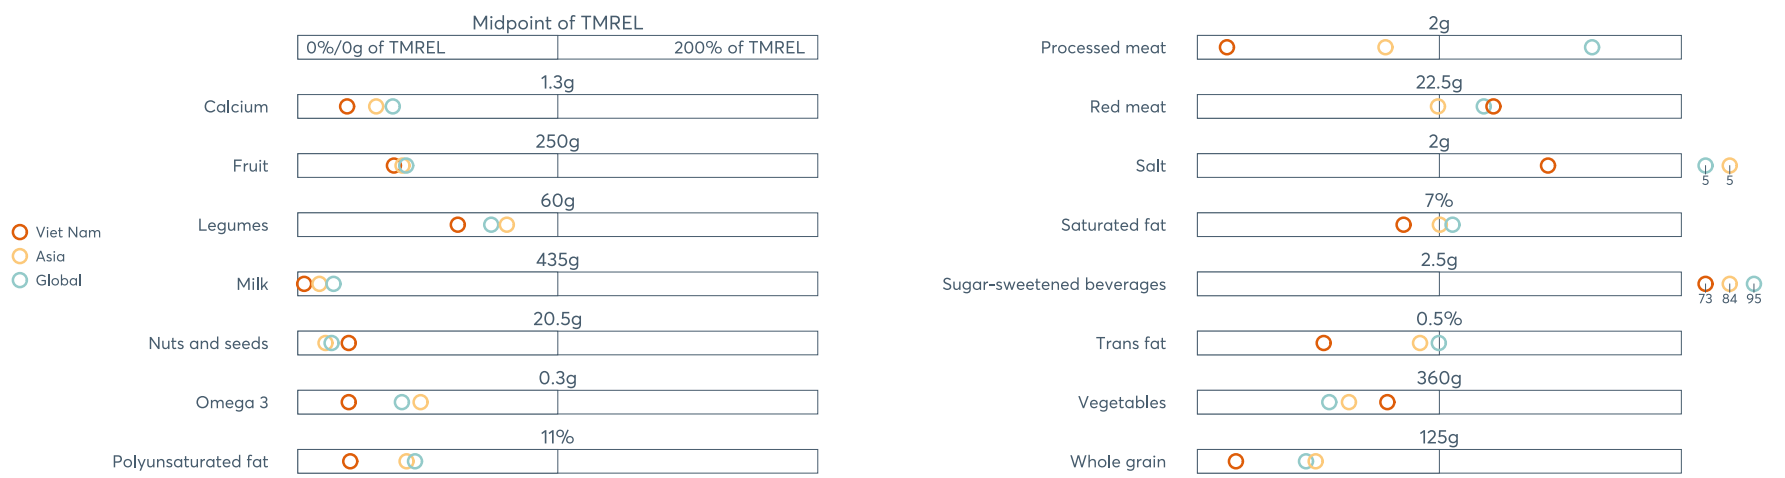 Midpoint of TMREL
0%/0g of TMREL 200% of TMREL
1.3g
Calcium
250g
Fruit
60g
Legumes
435g
Milk
20.5g
Nuts and seeds
0.3g
Omega 3
11%
Polyunsaturated fat
Viet Nam
Asia
Global
2g
Processed meat
22.5g
Red meat
2g
Salt
5 5
7%
Saturated fat
2.5g
Sugar-sweetened beverages
73 84 95
0.5%
Trans fat
360g
Vegetables
125g
Whole grain